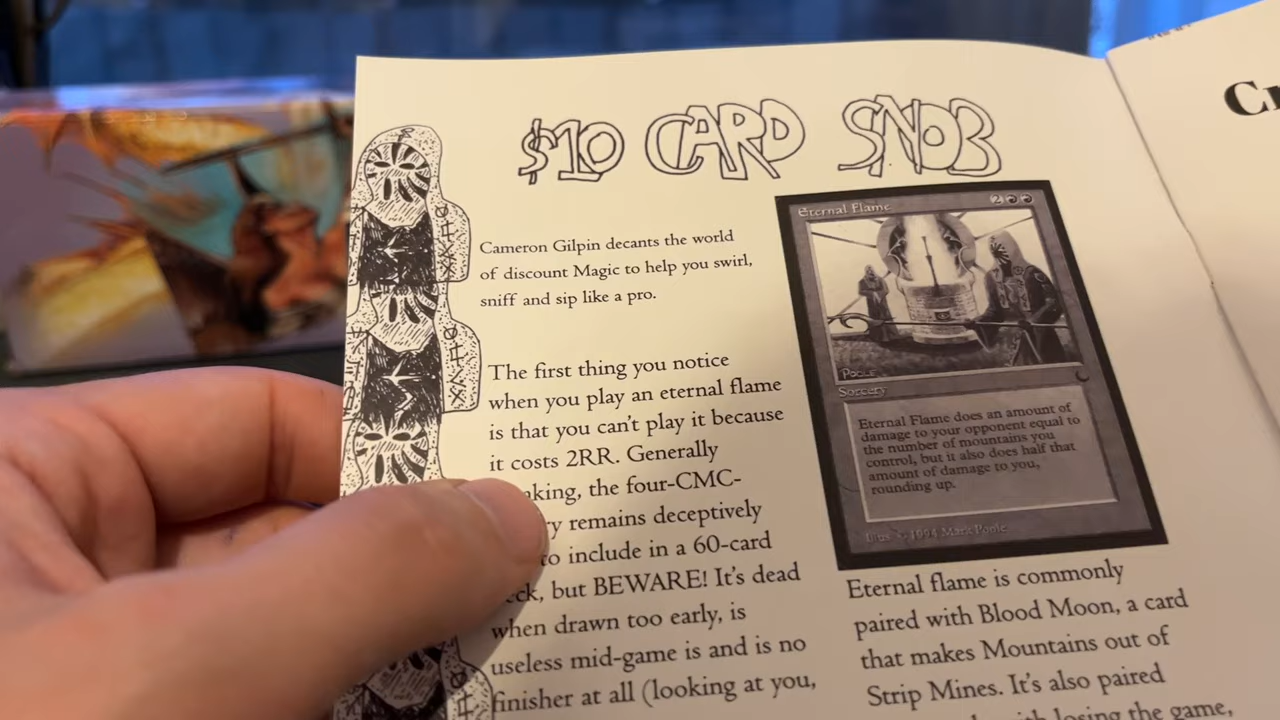 $10 CARD SNOB
Cameron Gilpin decants the world
of discount Magic to help you swirl,
sniff and sip like a pro.
The first thing you notice
when you play an eternal flame
is that you can't play it because
it costs 2RR. Generally
the four-CMC-
remains deceptively
to include in a 60-card
but BEWARE! It's dead
when drawn too early, is
useless mid-game is and is no
finisher at all (looking at you,
Eternal Flame
2
POOLE
Sorcery
Eternal Flame does an amount of
damage to your opponent equal to
the number of mountains you
control, but it also does half that
amount of damage to you,
rounding up.
Illus. © 1994 Mark Poole
Eternal flame is commonly
paired with Blood Moon, a card
that makes Mountains out of
Strip Mines. It's also paired
with losing the game,